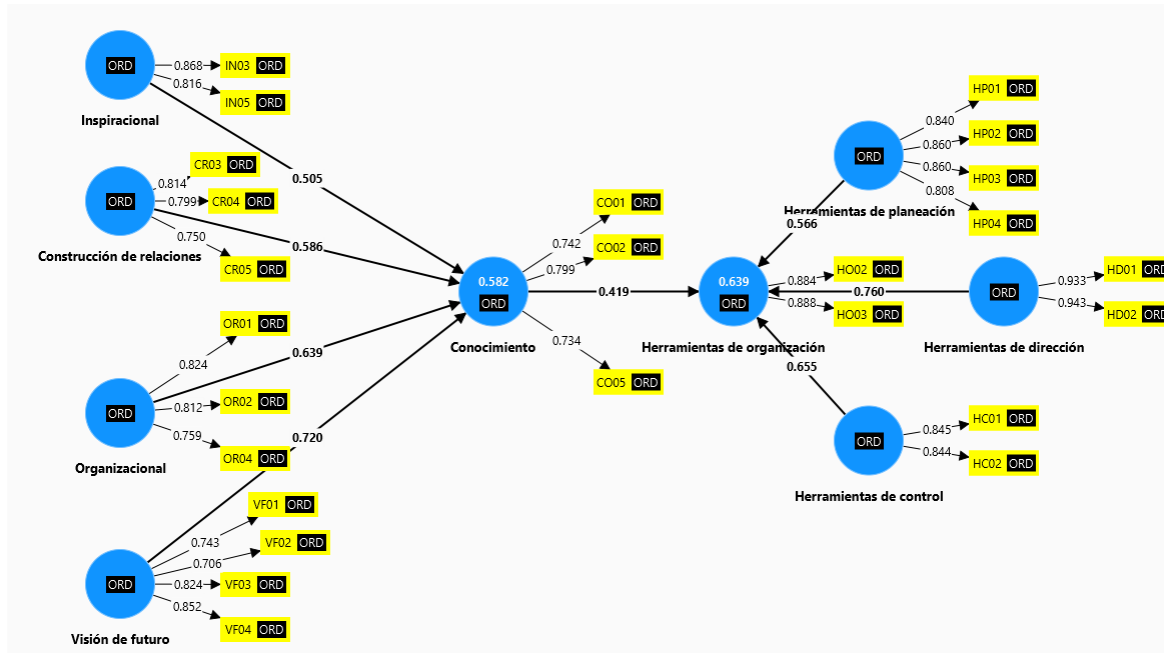 ORD
0.868 IN03 ORD
0.816 IN05 ORD
Inspiracional
0.505
ORD
0.814 CR03 ORD
0.799 CR04 ORD
0.750 CR05 ORD
Construcción de relaciones
0.586
ORD
0.824 OR01 ORD
0.812 OR02 ORD
0.759 OR04 ORD
Organizacional
0.639
ORD
0.743 VF01 ORD
0.706 VF02 ORD
0.824 VF03 ORD
0.852 VF04 ORD
Visión de futuro
0.720
0.582
ORD
Conocimiento
0.742 CO01 ORD
0.799 CO02 ORD
0.734 CO05 ORD
0.419
0.639
ORD
Herramientas de organización
0.884 HO02 ORD
0.888 HO03 ORD
ORD
0.840 HP01 ORD
0.860 HP02 ORD
0.860 HP03 ORD
0.808 HP04 ORD
Herramientas de planeación
0.566
0.760
ORD
0.933 HD01 ORD
0.943 HD02 ORD
Herramientas de dirección
0.655
ORD
0.845 HC01 ORD
0.844 HC02 ORD
Herramientas de control